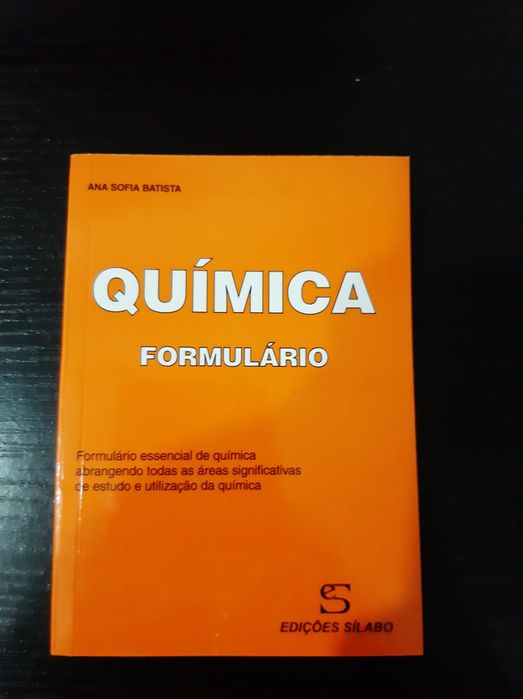 ANA SOFIA BATISTA
QUÍMICA
FORMULÁRIO
Formulário essencial de química
abrangendo todas as áreas significativas
de estudo e utilização da química
eS
EDIÇÕES SÍLABO